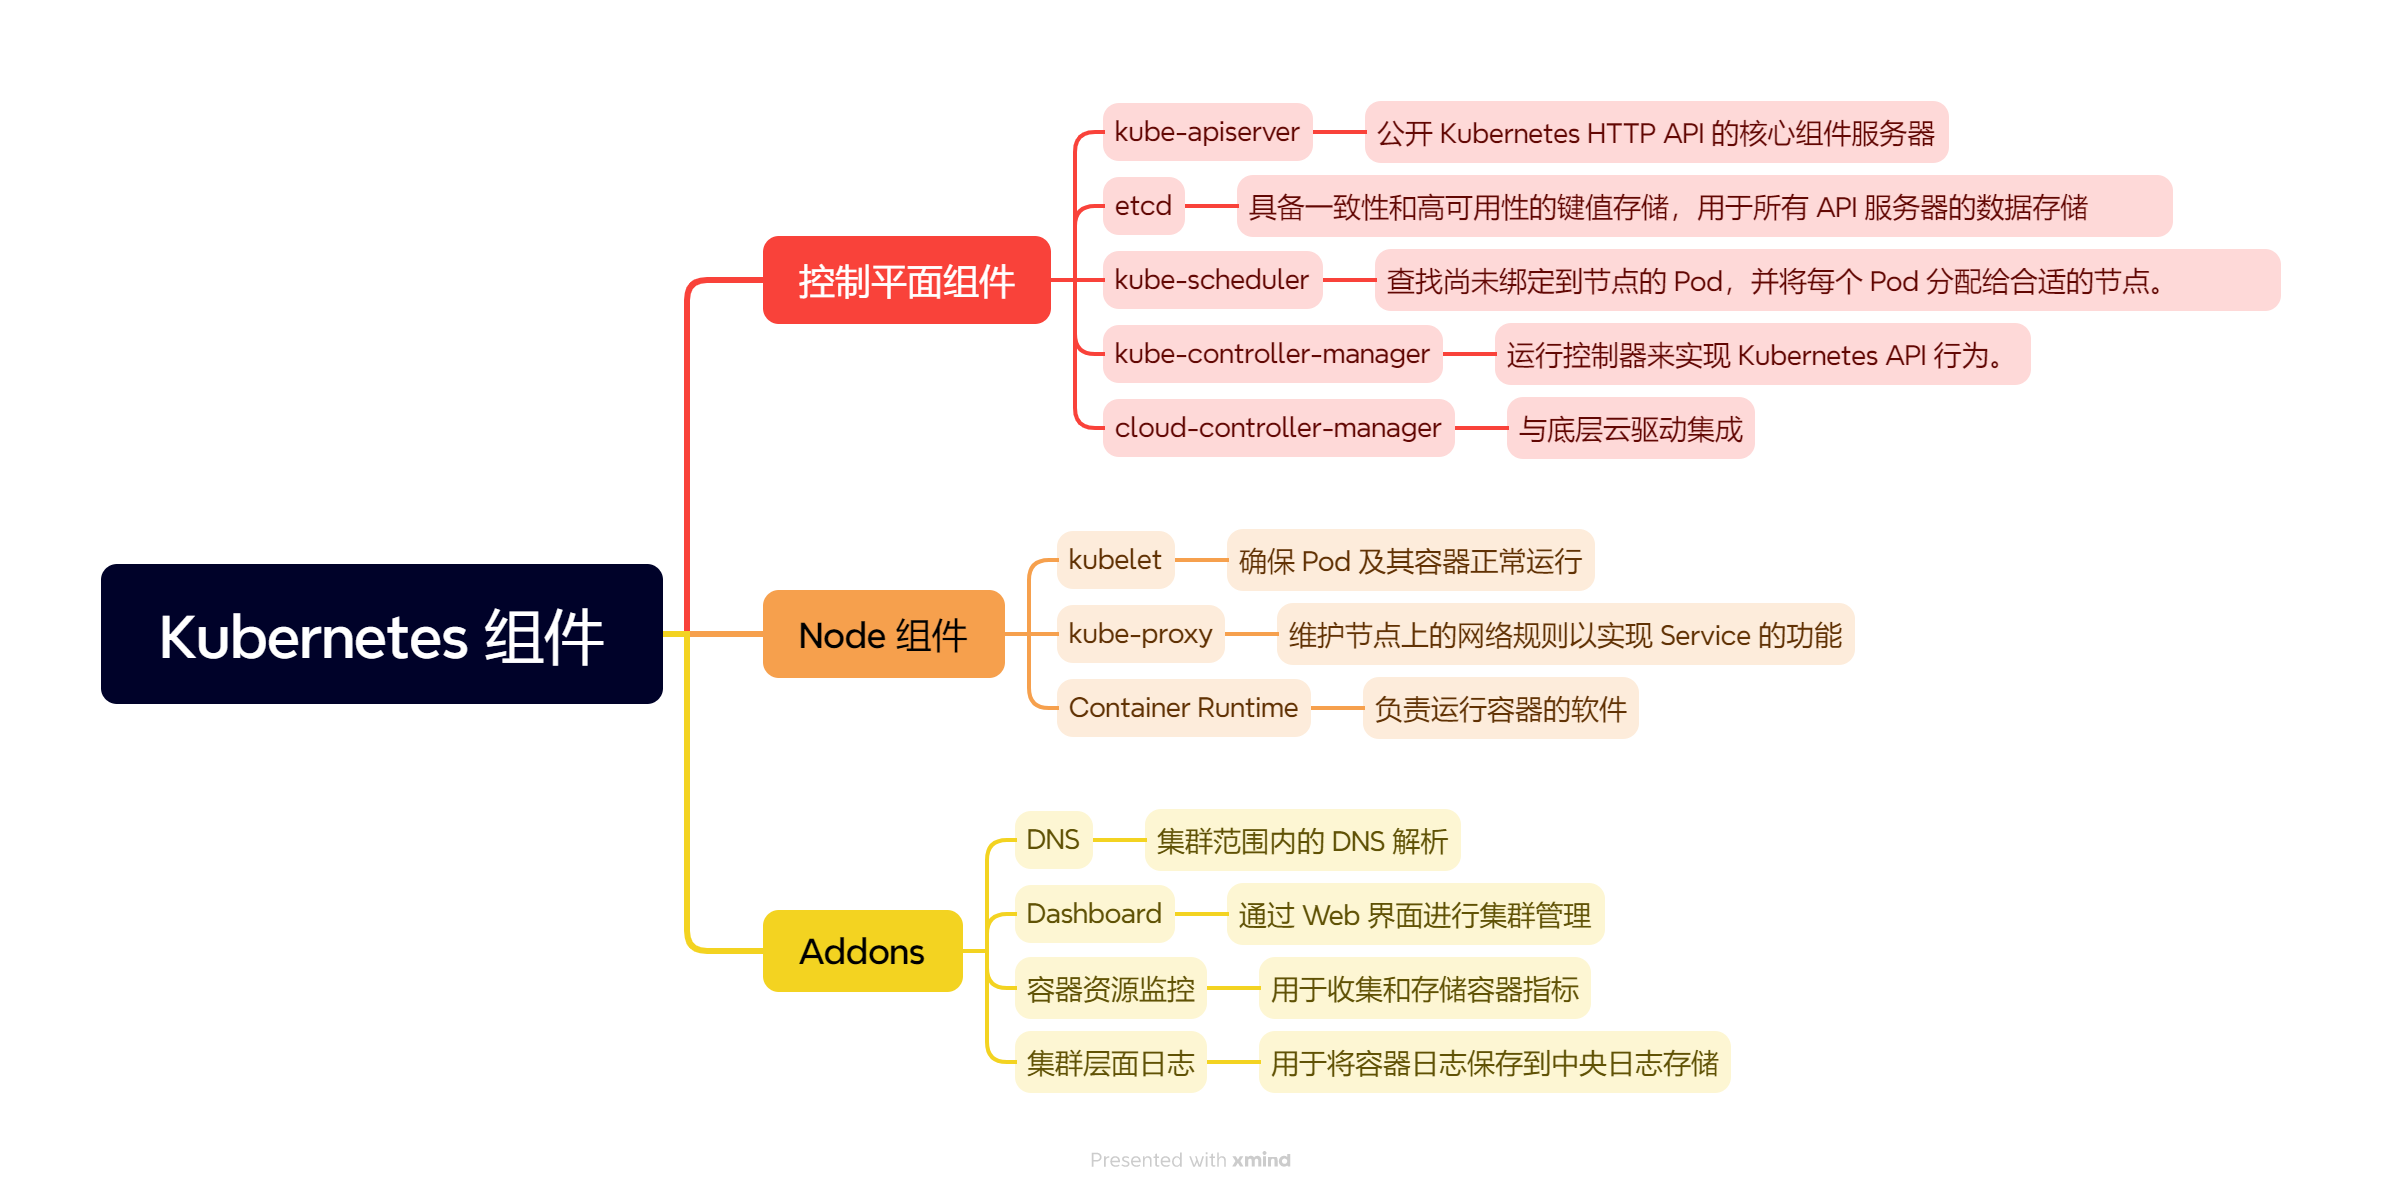 Kubernetes 组件
控制平面组件
kube-apiserver
公开 Kubernetes HTTP API 的核心组件服务器
etcd
具备一致性和高可用性的键值存储，用于所有 API 服务器的数据存储
kube-scheduler
查找尚未绑定到节点的 Pod，并将每个 Pod 分配给合适的节点。
kube-controller-manager
运行控制器来实现 Kubernetes API 行为。
cloud-controller-manager
与底层云驱动集成
Node 组件
kubelet
确保 Pod 及其容器正常运行
kube-proxy
维护节点上的网络规则以实现 Service 的功能
Container Runtime
负责运行容器的软件
Addons
DNS
集群范围内的 DNS 解析
Dashboard
通过 Web 界面进行集群管理
容器资源监控
用于收集和存储容器指标
集群层面日志
用于将容器日志保存到中央日志存储
Presented with xmind